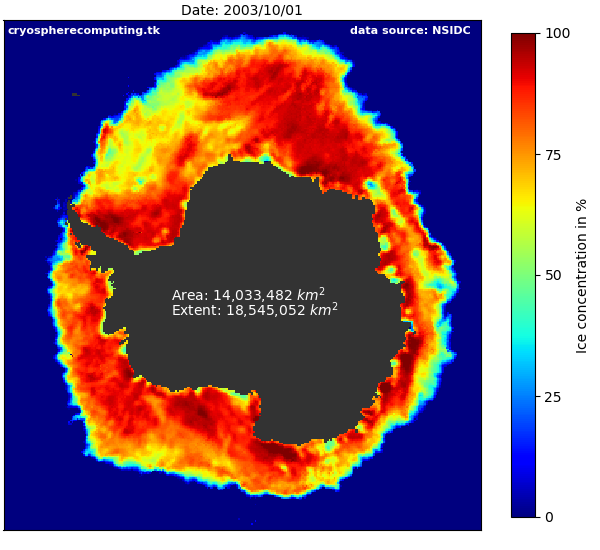 Date: 2003/10/01
cryospherecomputing.tk
data source: NSIDC
Area: 14,033,482 km²
Extent: 18,545,052 km²
100
75
50
25
0
Ice concentration in %